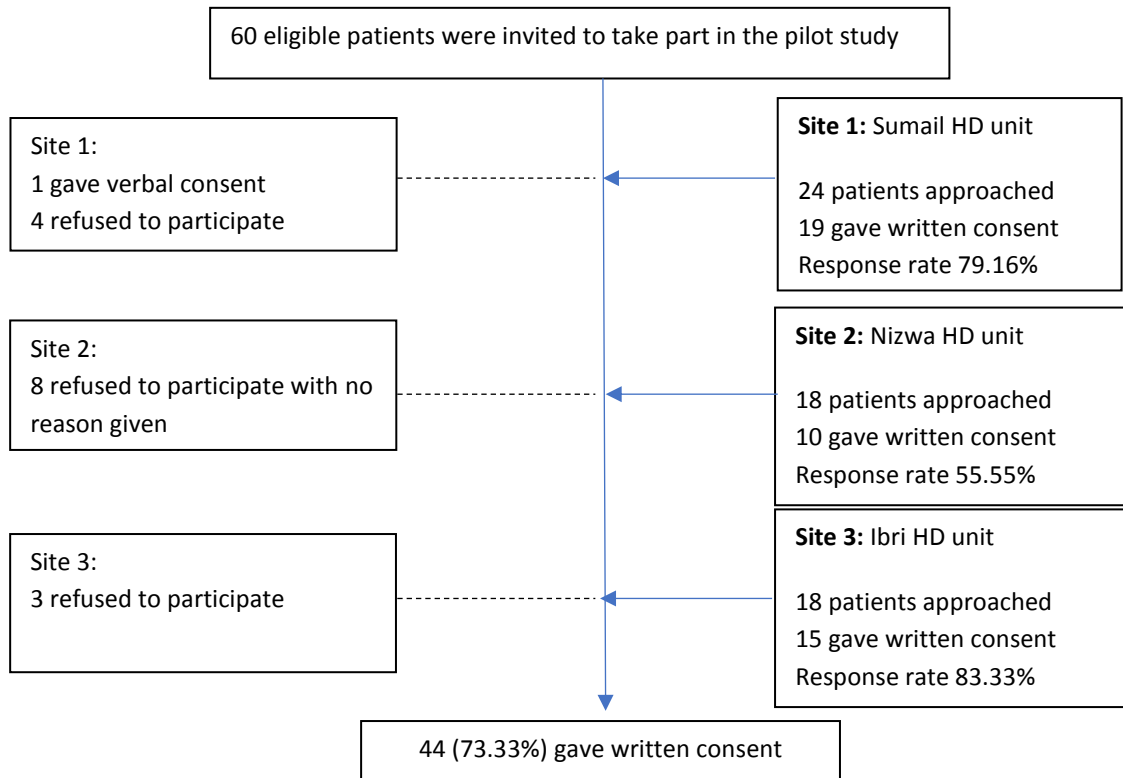 60 eligible patients were invited to take part in the pilot study
Site 1:
1 gave verbal consent
4 refused to participate
Site 1: Sumail HD unit
24 patients approached
19 gave written consent
Response rate 79.16%
Site 2:
8 refused to participate with no
reason given
Site 2: Nizwa HD unit
18 patients approached
10 gave written consent
Response rate 55.55%
Site 3:
3 refused to participate
Site 3: Ibri HD unit
18 patients approached
15 gave written consent
Response rate 83.33%
44 (73.33%) gave written consent